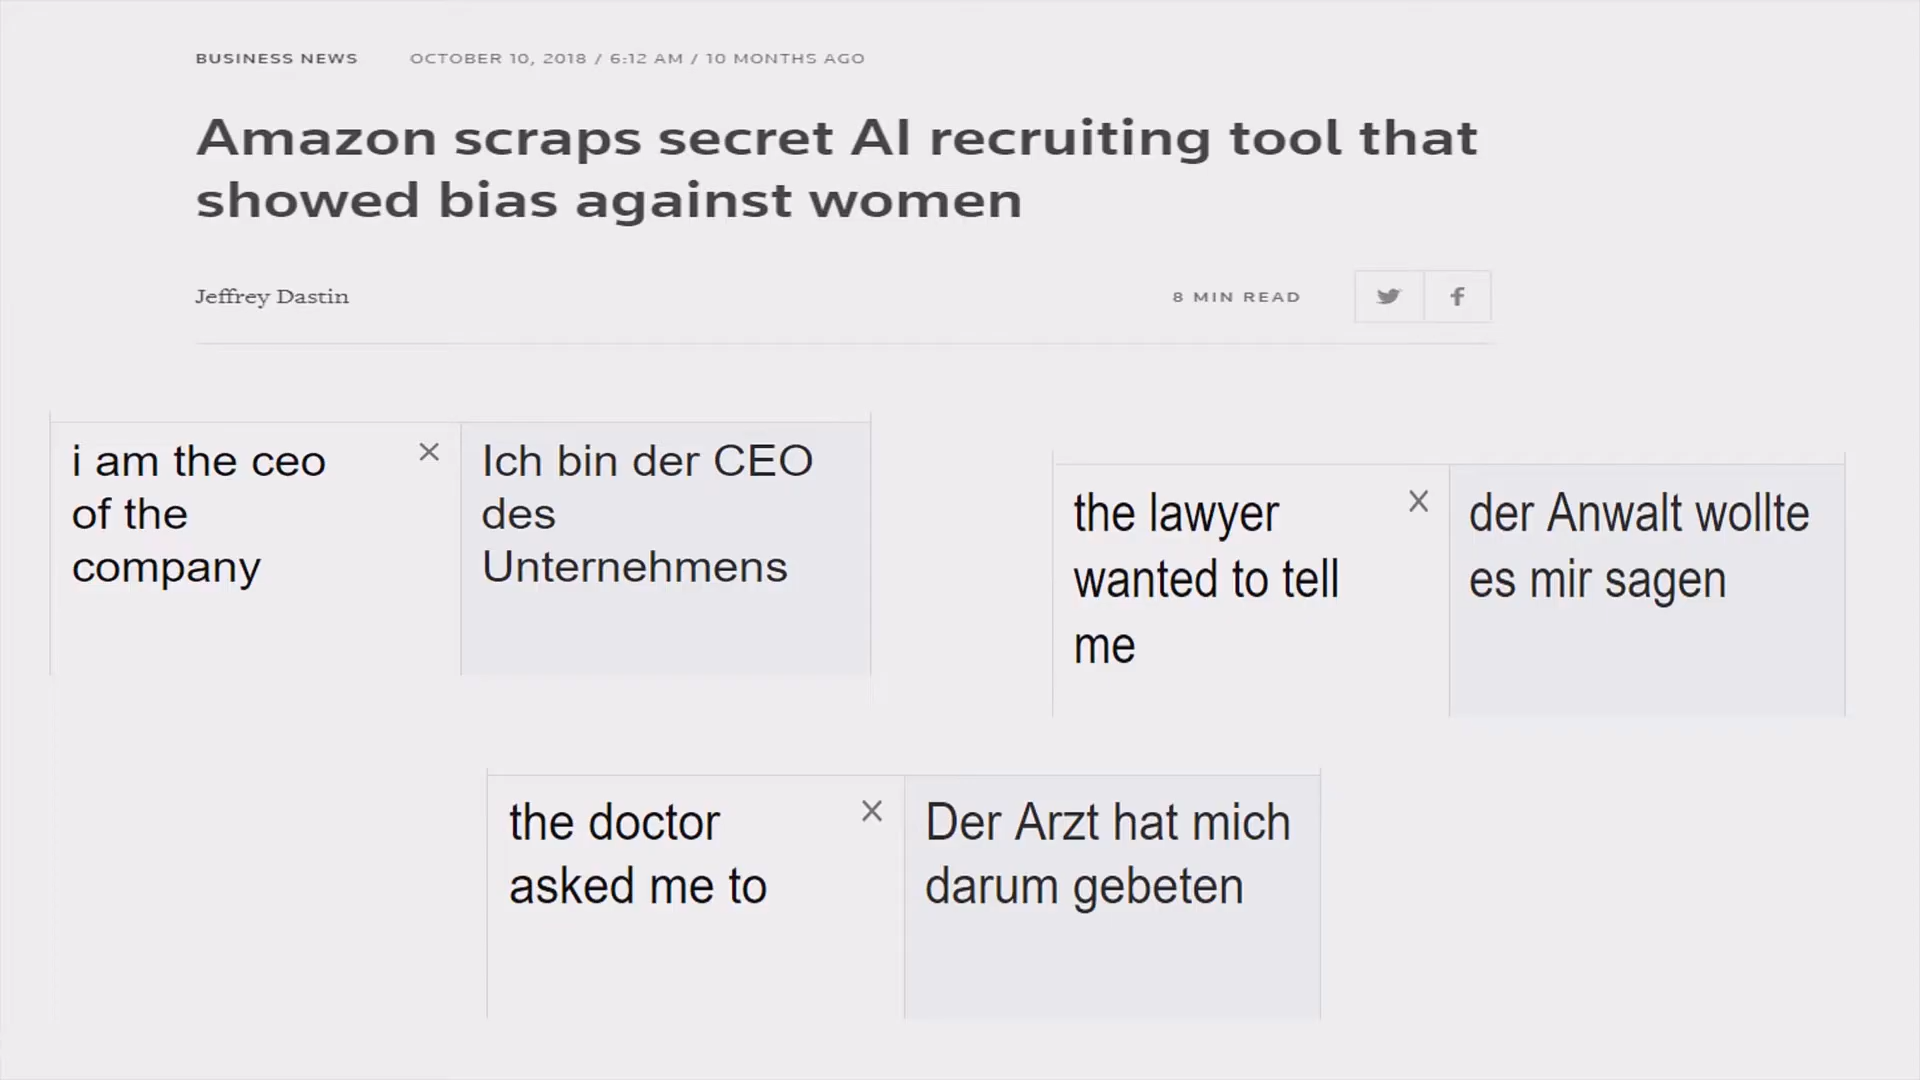 BUSINESS NEWS OCTOBER 10, 2018 / 6:12 AM / 10 MONTHS AGO
Amazon scraps secret AI recruiting tool that
showed bias against women
Jeffrey Dastin 8 MIN READ
i am the ceo
of the
company
Ich bin der CEO
des
Unternehmens
the lawyer
wanted to tell
me
der Anwalt wollte
es mir sagen
the doctor
asked me to
Der Arzt hat mich
darum gebeten